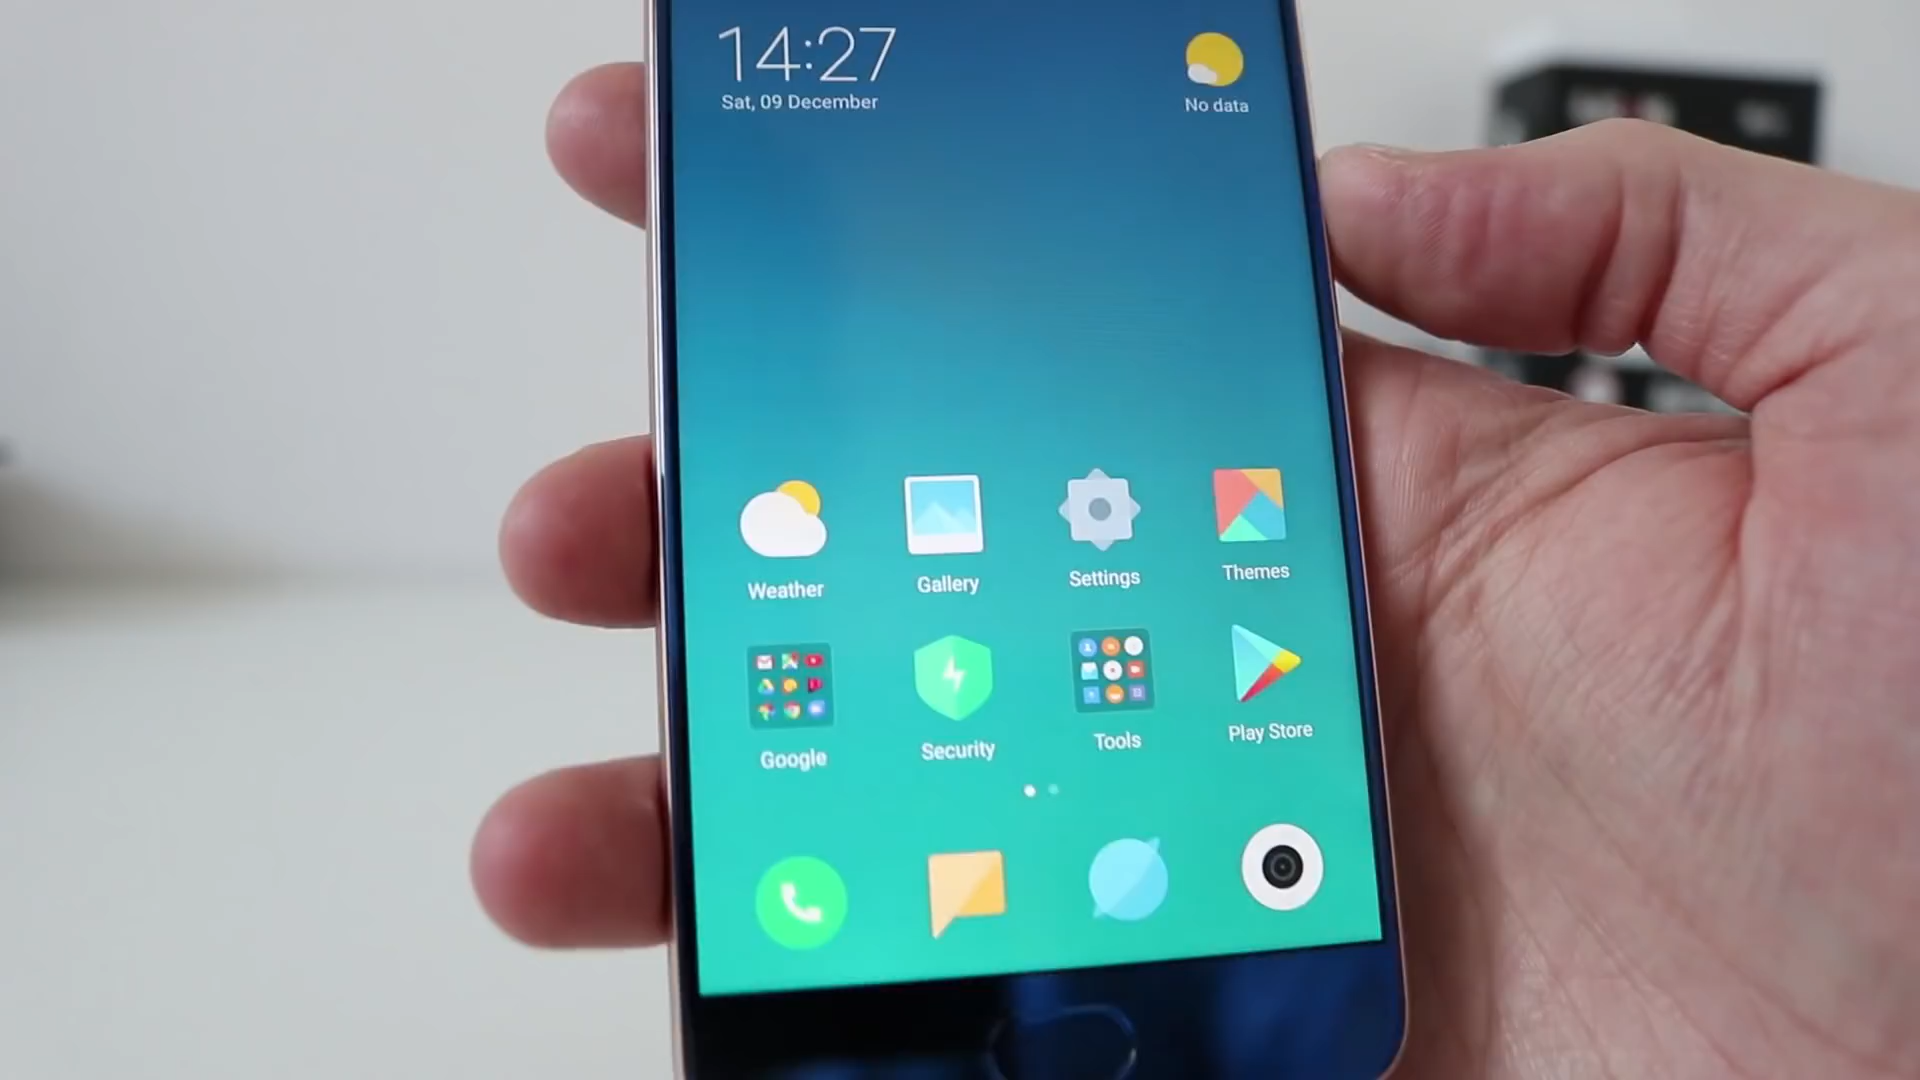 14:27
Sat, 09 December
No data
Weather
Gallery
Settings
Themes
Google
Security
Tools
Play Store